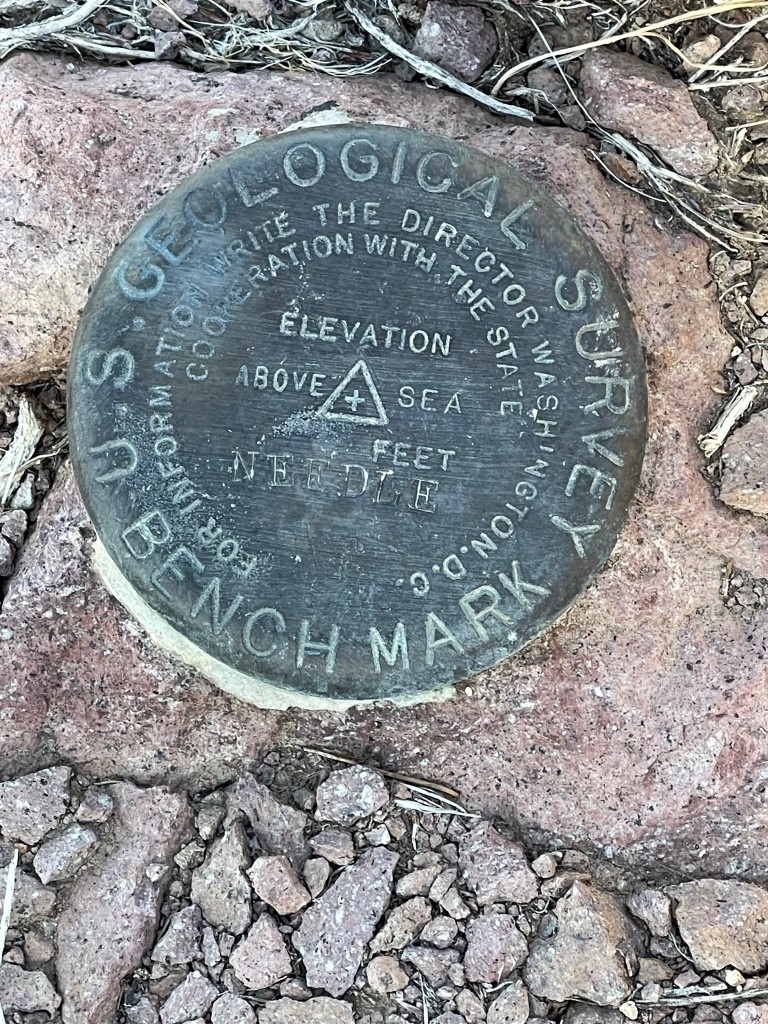 U. S. GEOLOGICAL SURVEY
FOR INFORMATION WRITE THE DIRECTOR WASHINGTON. D. C.
COOPERATION WITH THE STATE
ELEVATION
ABOVE + SEA
FEET
NEEDLE
BENCH MARK